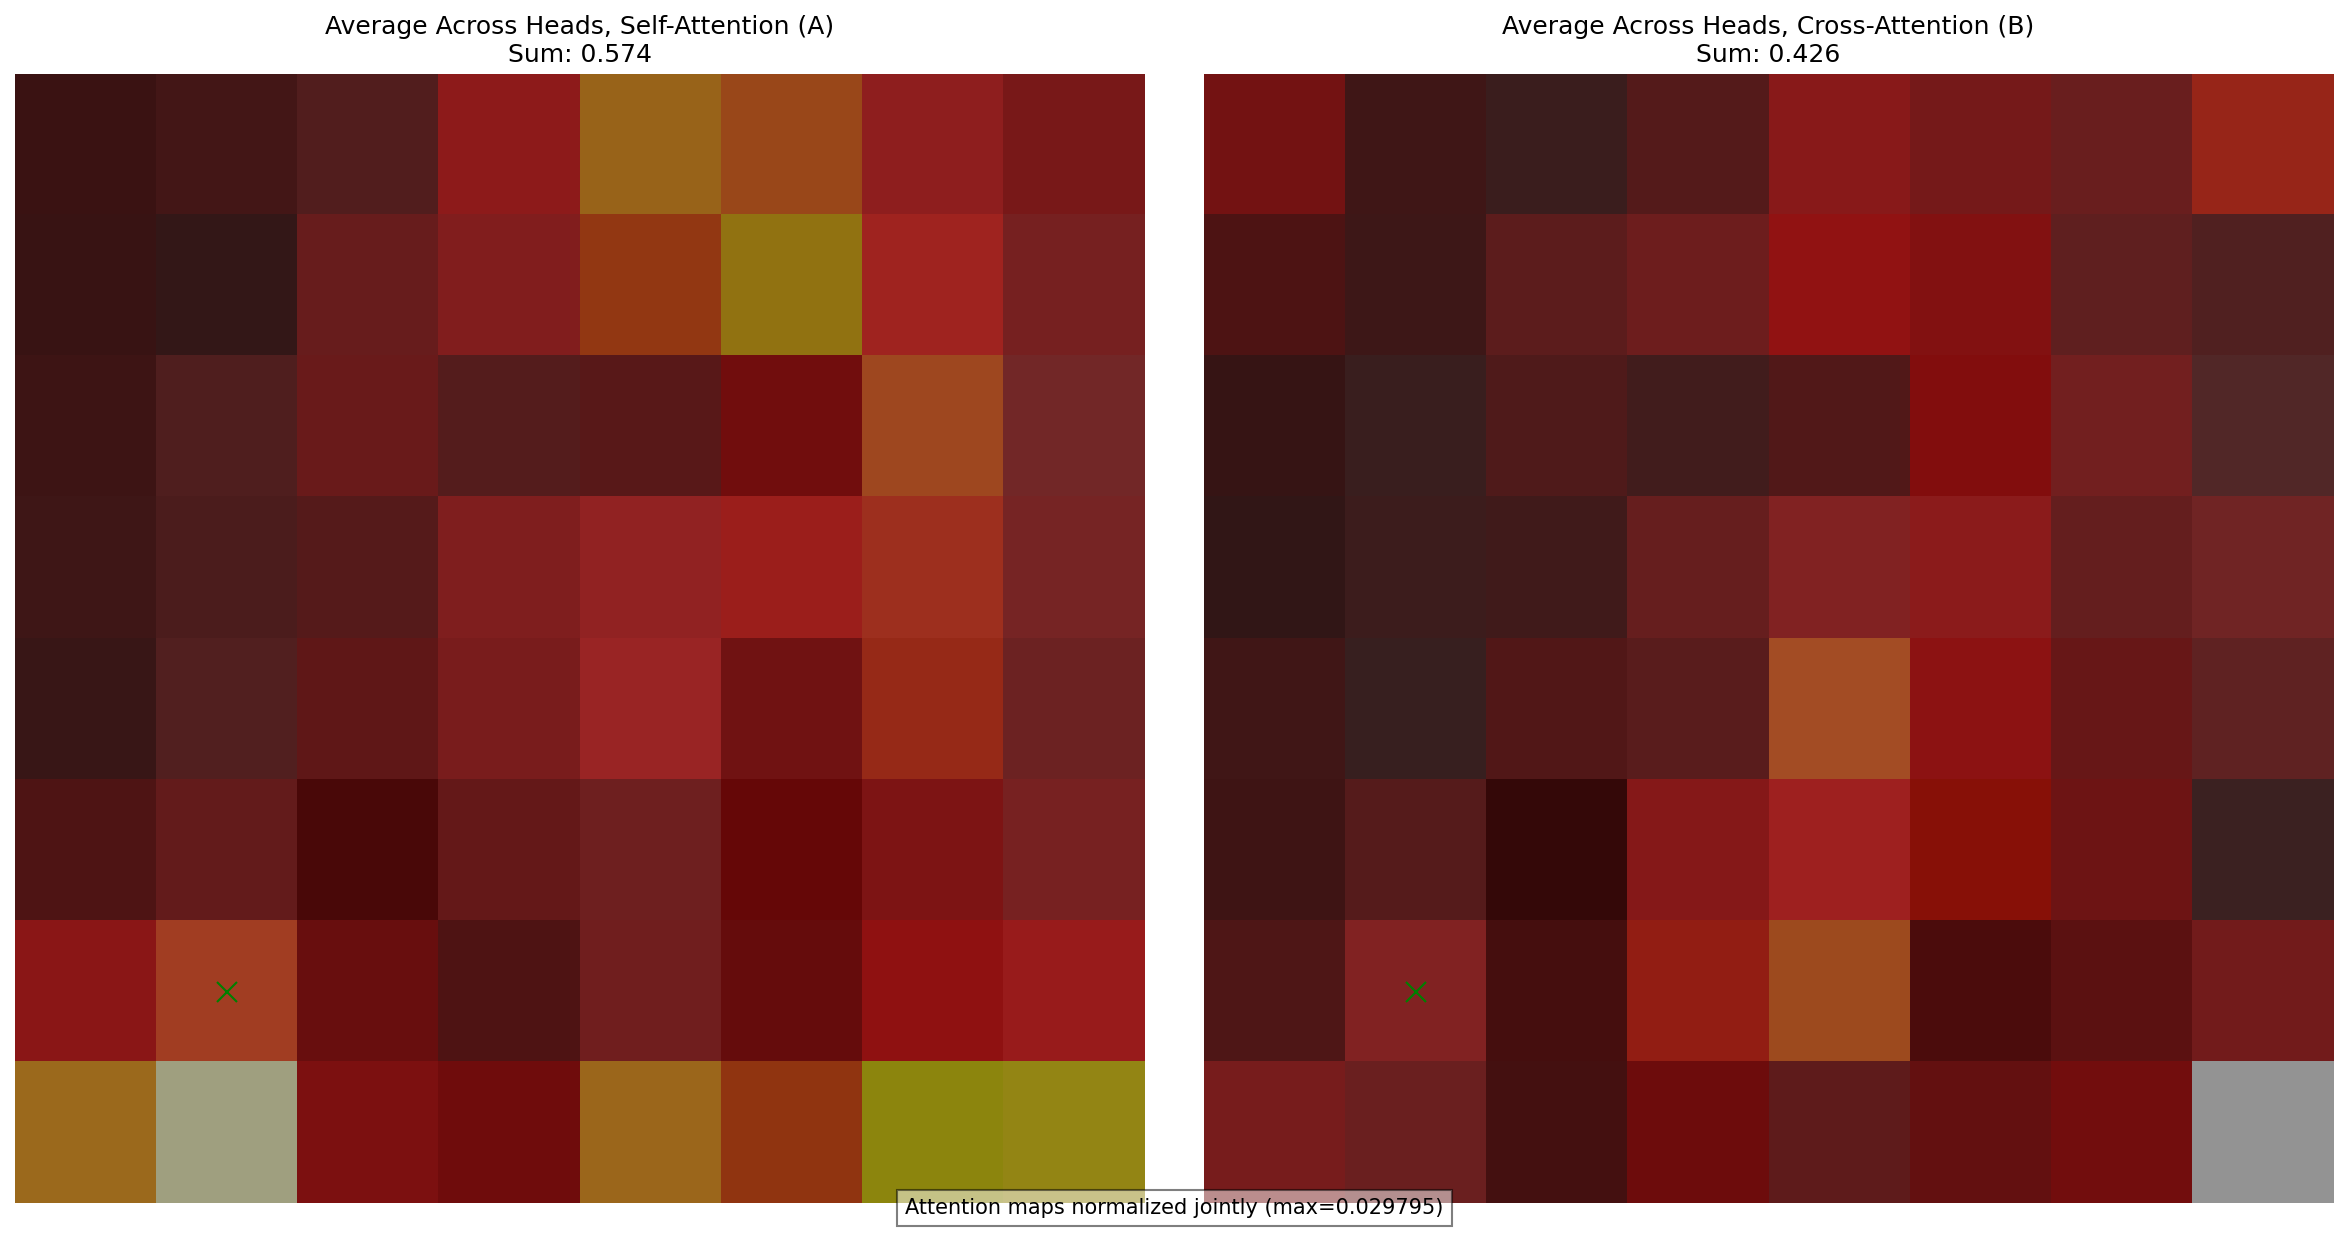 Average Across Heads, Self-Attention (A)
Sum: 0.574
Average Across Heads, Cross-Attention (B)
Sum: 0.426
Attention maps normalized jointly (max=0.029795)